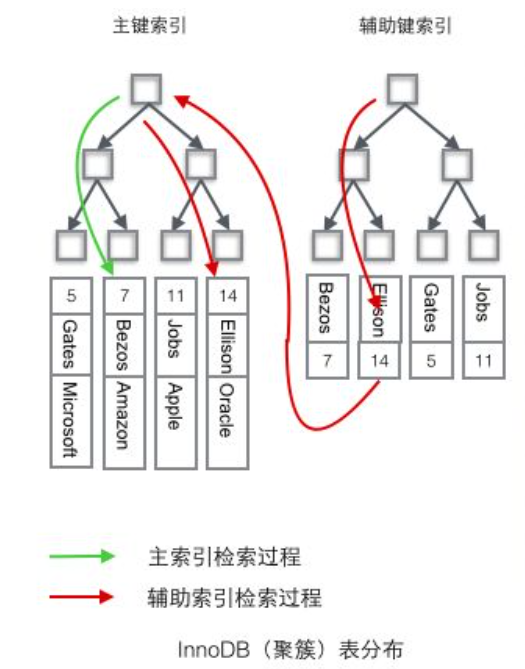 主键索引
辅助键索引
5
7
11
14
Gates
Bezos
Jobs
Ellison
Microsoft
Amazon
Apple
Oracle
Bezos
Ellison
Gates
Jobs
7
14
5
11
主索引检索过程
辅助索引检索过程
InnoDB（聚簇）表分布